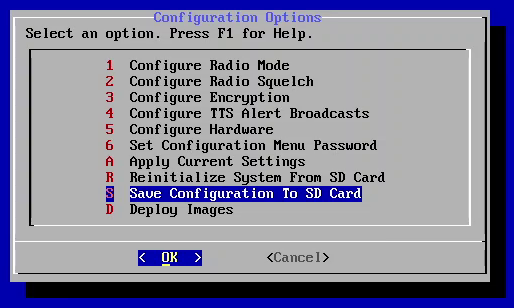 Configuration Options
Select an option. Press F1 for Help.
1 Configure Radio Mode
2 Configure Radio Squelch
3 Configure Encryption
4 Configure TTS Alert Broadcasts
5 Configure Hardware
6 Set Configuration Menu Password
A Apply Current Settings
R Reinitialize System From SD Card
S Save Configuration To SD Card
D Deploy Images
< OK > <Cancel>